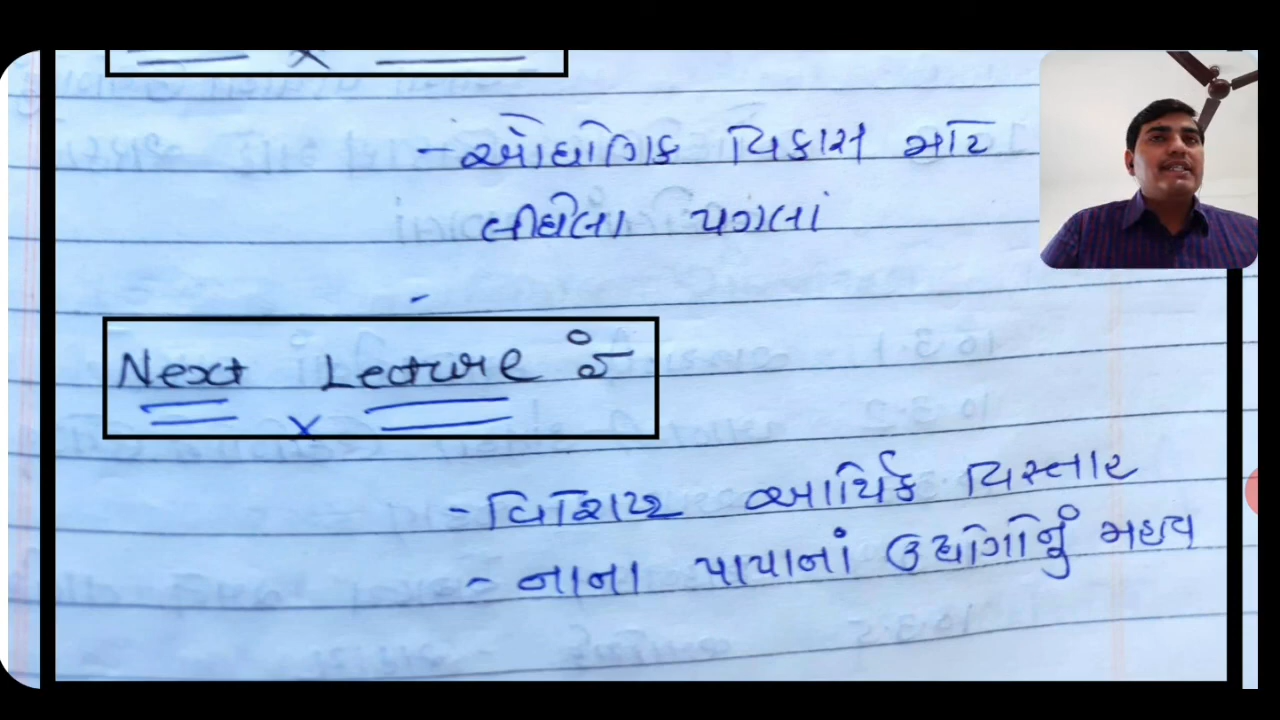 - ઔદ્યોગિક વિકાસ માટે
લીધેલા પગલાં
Next Lecture :-
- વિશિષ્ટ આર્થિક વિસ્તાર
- નાના પાયાનાં ઉદ્યોગોનું મહત્વ